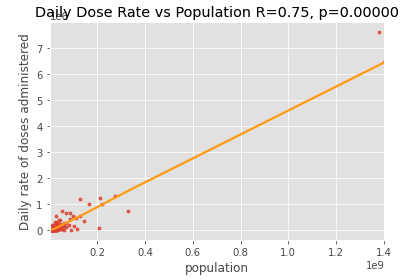 Daily Dose Rate vs Population R=0.75, p=0.00000
1e6
7
6
5
4
3
2
1
0
Daily rate of doses administered
0.2 0.4 0.6 0.8 1.0 1.2 1.4
1e9
population